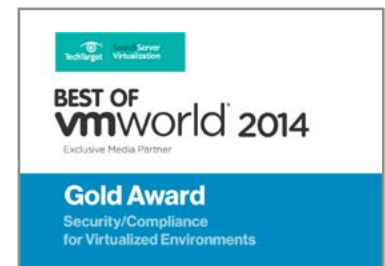 TechTarget
SearchServer
Virtualization
BEST OF
vmworld 2014
Exclusive Media Partner
Gold Award
Security/Compliance
for Virtualized Environments